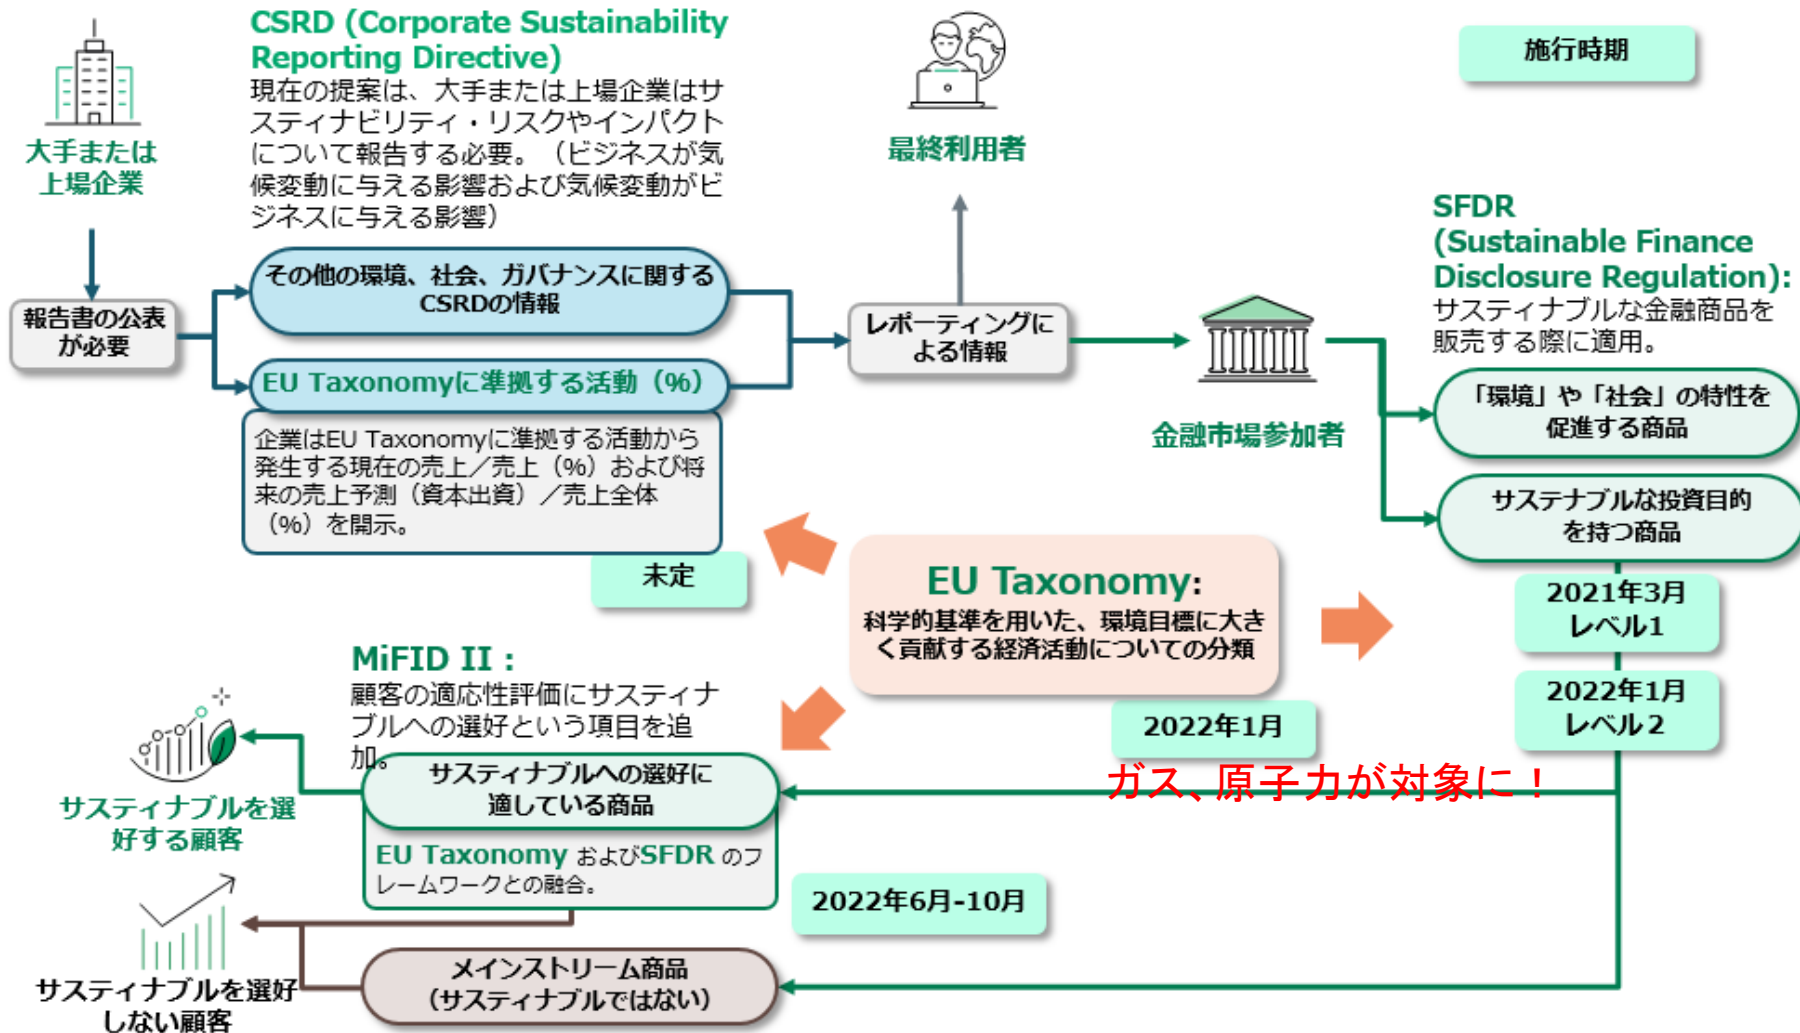 CSRD (Corporate Sustainability
Reporting Directive)
現在の提案は、大手または上場企業はサ
スティナビリティ・リスクやインパクト
について報告する必要。（ビジネスが気
候変動に与える影響および気候変動がビ
ジネスに与える影響）
大手または
上場企業
最終利用者
施行時期
報告書の公表
が必要
その他の環境、社会、ガバナンスに関する
CSRDの情報
EU Taxonomyに準拠する活動（%）
企業はEU Taxonomyに準拠する活動から
発生する現在の売上／売上（%）および将
来の売上予測（資本出資）／売上全体
（%）を開示。
未定
レポーティングに
よる情報
金融市場参加者
SFDR
(Sustainable Finance
Disclosure Regulation):
サスティナブルな金融商品を
販売する際に適用。
「環境」や「社会」の特性を
促進する商品
サステナブルな投資目的
を持つ商品
2021年3月
レベル1
2022年1月
レベル２
EU Taxonomy:
科学的基準を用いた、環境目標に大き
く貢献する経済活動についての分類
2022年1月
ガス、原子力が対象に！
MiFID II：
顧客の適応性評価にサスティナ
ブルへの選好という項目を追
加。
サスティナブルへの選好に
適している商品
EU Taxonomy およびSFDR のフ
レームワークとの融合。
2022年6月-10月
サスティナブルを選
好する顧客
メインストリーム商品
（サスティナブルではない）
サスティナブルを選好
しない顧客